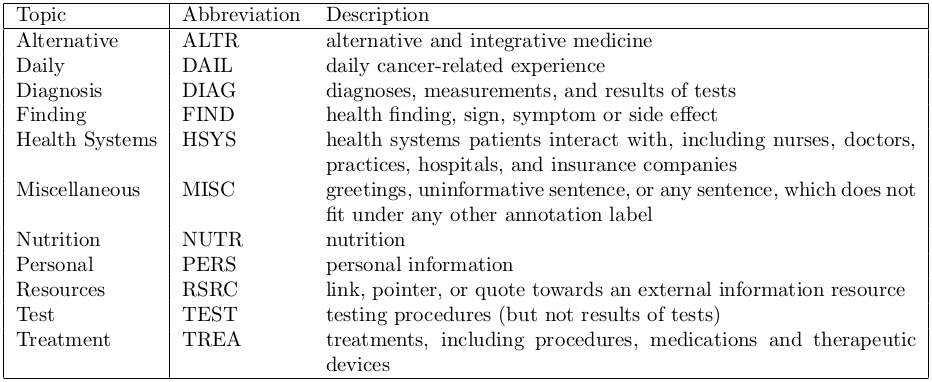 Topic Abbreviation Description
Alternative ALTR alternative and integrative medicine
Daily DAIL daily cancer-related experience
Diagnosis DIAG diagnoses, measurements, and results of tests
Finding FIND health finding, sign, symptom or side effect
Health Systems HSYS health systems patients interact with, including nurses, doctors,
practices, hospitals, and insurance companies
Miscellaneous MISC greetings, uninformative sentence, or any sentence, which does not
fit under any other annotation label
Nutrition NUTR nutrition
Personal PERS personal information
Resources RSRC link, pointer, or quote towards an external information resource
Test TEST testing procedures (but not results of tests)
Treatment TREA treatments, including procedures, medications and therapeutic
devices